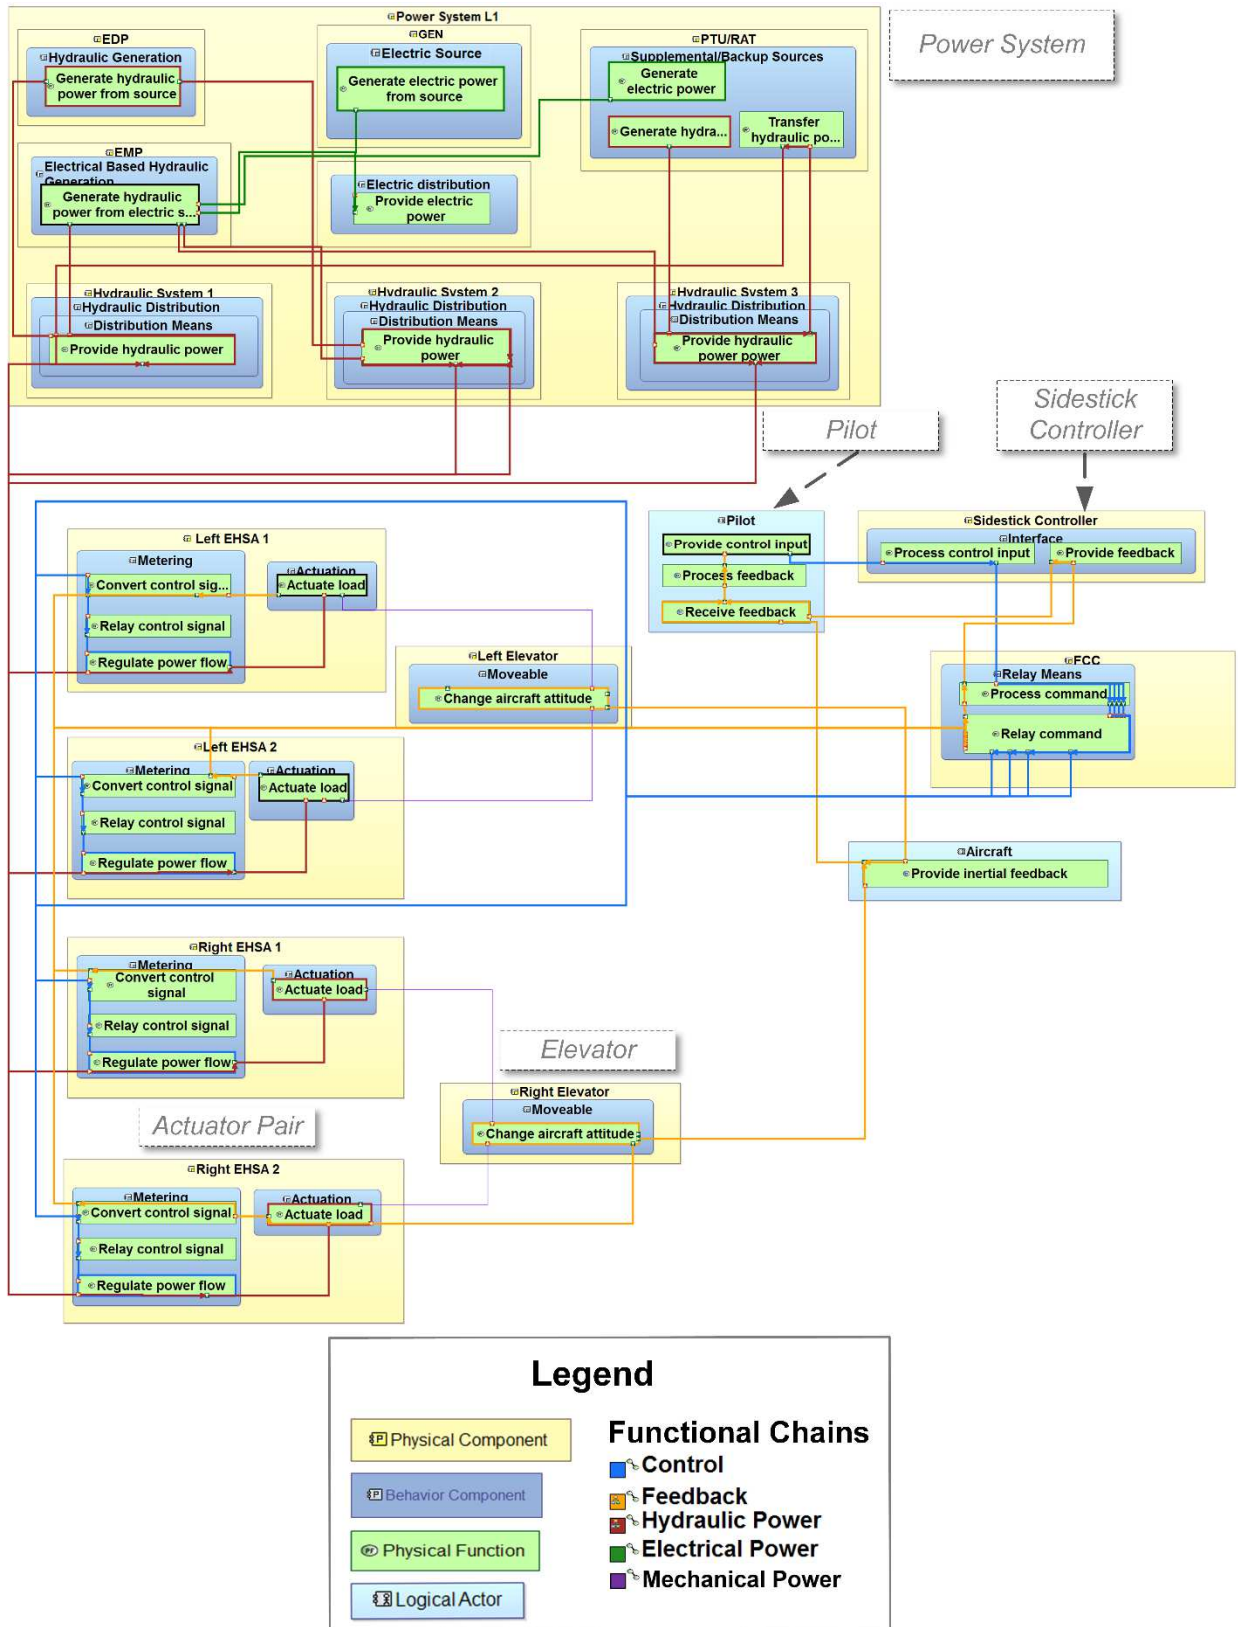 Power System L1
Power System
EDP
Hydraulic Generation
Generate hydraulic
power from source
GEN
Electric Source
Generate electric power
from source
PTU/RAT
Supplemental/Backup Sources
Generate
electric power
Generate hydra...
Transfer
hydraulic po...
EMP
Electrical Based Hydraulic
Generation
Generate hydraulic
power from electric s...
Electric distribution
Provide electric
power
Hydraulic System 1
Hydraulic Distribution
Distribution Means
Provide hydraulic power
Hydraulic System 2
Hydraulic Distribution
Distribution Means
Provide hydraulic
power
Hydraulic System 3
Hydraulic Distribution
Distribution Means
Provide hydraulic
power power
Pilot
Sidestick
Controller
Left EHSA 1
Metering
Convert control sig...
Relay control signal
Regulate power flow
Actuation
Actuate load
Pilot
Provide control input
Process feedback
Receive feedback
Sidestick Controller
Interface
Process control input
Provide feedback
Left Elevator
Moveable
Change aircraft attitude
FCC
Relay Means
Process command
Relay command
Left EHSA 2
Metering
Convert control signal
Relay control signal
Regulate power flow
Actuation
Actuate load
Aircraft
Provide inertial feedback
Right EHSA 1
Metering
Convert control
signal
Relay control signal
Regulate power flow
Actuation
Actuate load
Elevator
Right Elevator
Moveable
Change aircraft attitude
Actuator Pair
Right EHSA 2
Metering
Convert control signal
Relay control signal
Regulate power flow
Actuation
Actuate load
Legend
Physical Component
Behavior Component
Physical Function
Logical Actor
Functional Chains
Control
Feedback
Hydraulic Power
Electrical Power
Mechanical Power